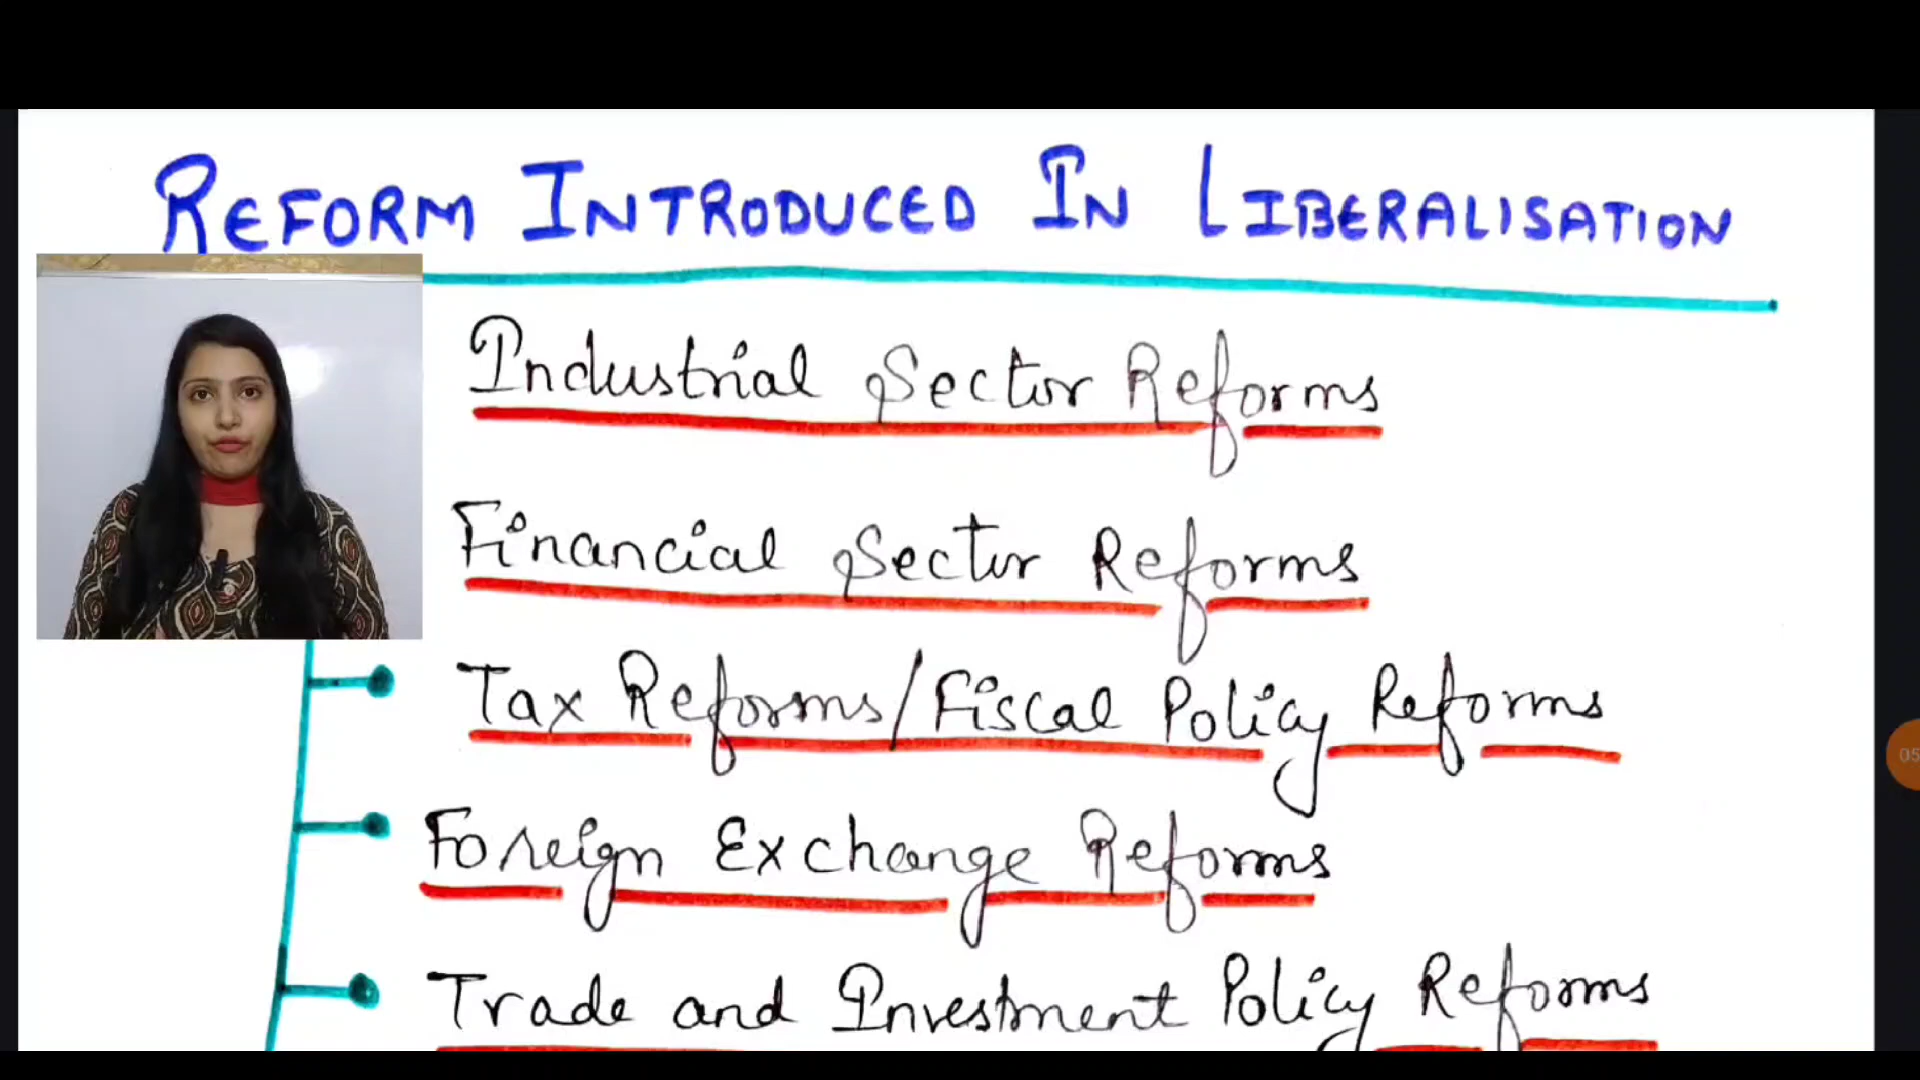 REFORM INTRODUCED IN LIBERALISATION
Industrial Sector Reforms
Financial Sector Reforms
Tax Reforms/Fiscal Policy Reforms
Foreign Exchange Reforms
Trade and Investment Policy Reforms
05